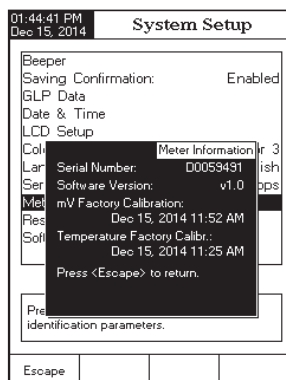 01:44:41 PM
Dec 15, 2014
System Setup
Beeper
Saving Confirmation: Enabled
GLP Data
Date & Time
LCD Setup
Meter Information
Serial Number: D0059491
Software Version: v1.0
mV Factory Calibration:
Dec 15, 2014 11:52 AM
Temperature Factory Calibr.:
Dec 15, 2014 11:25 AM
Press <Escape> to return.
identification parameters.
Escape